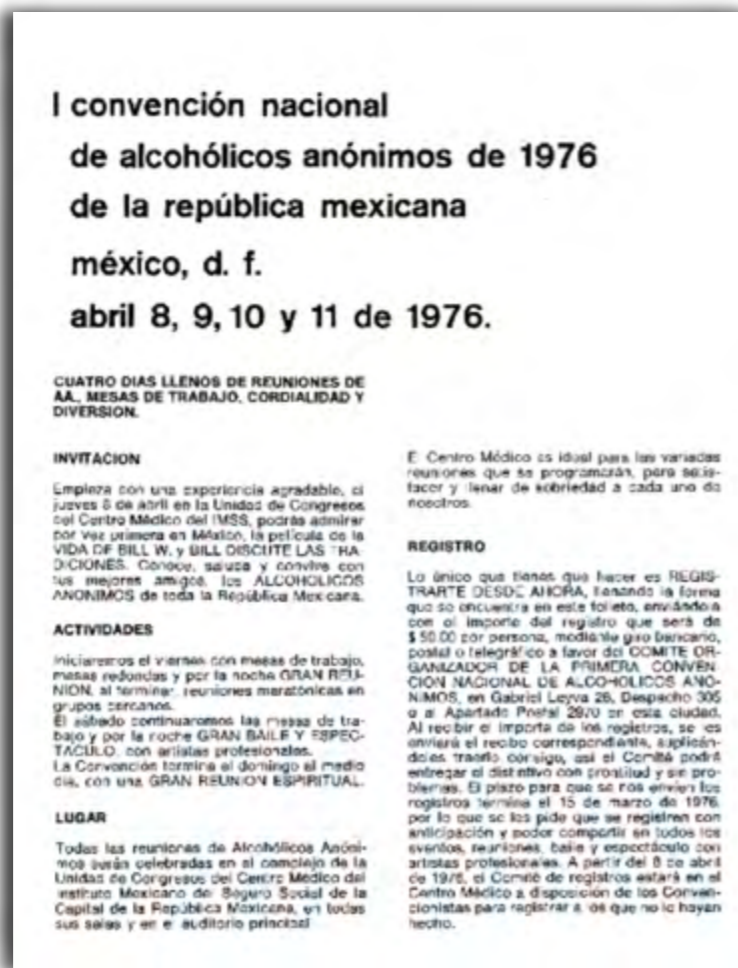 I convención nacional
de alcohólicos anónimos de 1976
de la república mexicana
méxico, d. f.
abril 8, 9, 10 y 11 de 1976.
CUATRO DIAS LLENOS DE REUNIONES DE
AA., MESAS DE TRABAJO, CORDIALIDAD Y
DIVERSION.
INVITACION
Empieza con una experiencia agradable, el
jueves 8 de abril en la Unidad de Congresos
del Centro Médico del IMSS, podrás admirar
por vez primera en México, la película de la
VIDA DE BILL W. y BILL DISCUTE LAS TRA-
DICIONES. Conoce, saluda y convive con
tus mejores amigos, los ALCOHOLICOS
ANONIMOS de toda la República Mexicana.
ACTIVIDADES
Iniciaremos el viernes con mesas de trabajo,
mesas redondas y por la noche GRAN REU-
NION, al terminar, reuniones maratónicas en
grupos cercanos.
El sábado continuaremos las mesas de tra-
bajo y por la noche GRAN BAILE Y ESPEC-
TACULO, con artistas profesionales.
La Convención termina el domingo al medio
día, con una GRAN REUNION ESPIRITUAL.
LUGAR
Todas las reuniones de Alcohólicos Anóni-
mos serán celebradas en el complejo de la
Unidad de Congresos del Centro Médico del
Instituto Mexicano del Seguro Social de la
Capital de la República Mexicana, en todas
sus salas y en el auditorio principal
El Centro Médico es ideal para las variadas
reuniones que se programarán, para satis-
facer y llenar de sobriedad a cada uno de
nosotros.
REGISTRO
Lo único que tienes que hacer es REGIS-
TRARTE DESDE AHORA, llenando la forma
que se encuentra en este folleto, enviándola
con el importe del registro que será de
$ 50.00 por persona, mediante giro bancario,
postal o telegráfico a favor del COMITE OR-
GANIZADOR DE LA PRIMERA CONVEN-
CION NACIONAL DE ALCOHOLICOS ANO-
NIMOS, en Gabriel Leyva 26, Despacho 305
o al Apartado Postal 2970 en esta ciudad.
Al recibir el importe de los registros, se les
enviará el recibo correspondiente, suplicán-
doles traerlo consigo, así el Comité podrá
entregar el distintivo con prontitud y sin pro-
blemas. El plazo para que se nos envíen los
registros termina el 15 de marzo de 1976,
por lo que se les pide que se registren con
anticipación y poder compartir en todos los
eventos, reuniones, baile y espectáculo con
artistas profesionales. A partir del 8 de abril
de 1976, el Comité de registros estará en el
Centro Médico a disposición de los Conven-
cionistas para registrar a los que no lo hayan
hecho.